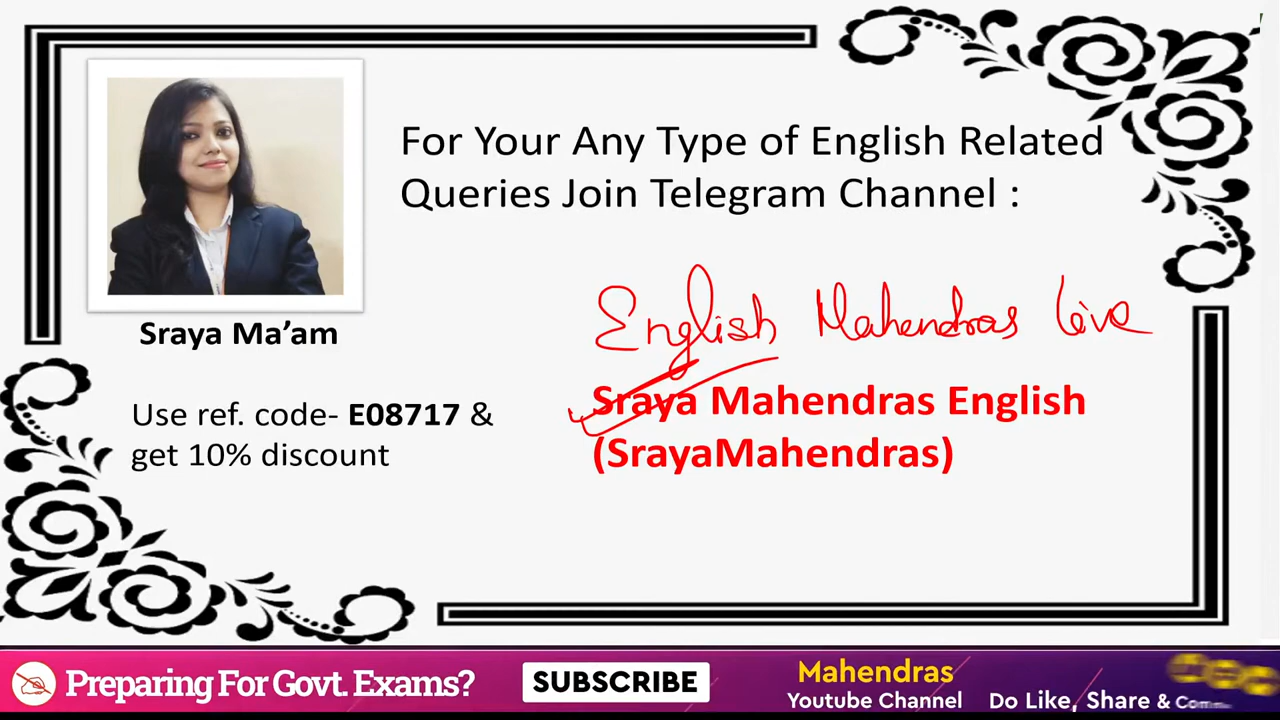 For Your Any Type of English Related
Queries Join Telegram Channel :
English Mahendras Live
Sraya Mahendras English
(SrayaMahendras)
Sraya Ma’am
Use ref. code- E08717 &
get 10% discount
Preparing For Govt. Exams?
SUBSCRIBE
Mahendras
Youtube Channel
Do Like, Share &